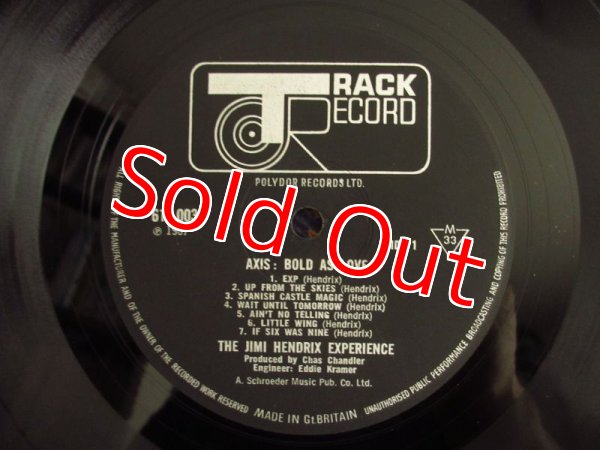 TRACK
RECORD
POLYDOR RECORDS LTD.
Sold Out
℗
M
33
AXIS: BOLD AS LOVE
1. EXP (Hendrix)
2. UP FROM THE SKIES (Hendrix)
3. SPANISH CASTLE MAGIC (Hendrix)
4. WAIT UNTIL TOMORROW (Hendrix)
5. AIN'T NO TELLING (Hendrix)
6. LITTLE WING (Hendrix)
7. IF SIX WAS NINE (Hendrix)
THE JIMI HENDRIX EXPERIENCE
Produced by Chas Chandler
Engineer: Eddie Kramer
A. Schroeder Music Pub. Co. Ltd.
ALL RIGHTS OF THE MANUFACTURER AND OF THE OWNER OF THE RECORDED WORK RESERVED
MADE IN Gt.BRITAIN
UNAUTHORISED PUBLIC PERFORMANCE BROADCASTING AND COPYING OF THIS RECORD PROHIBITED